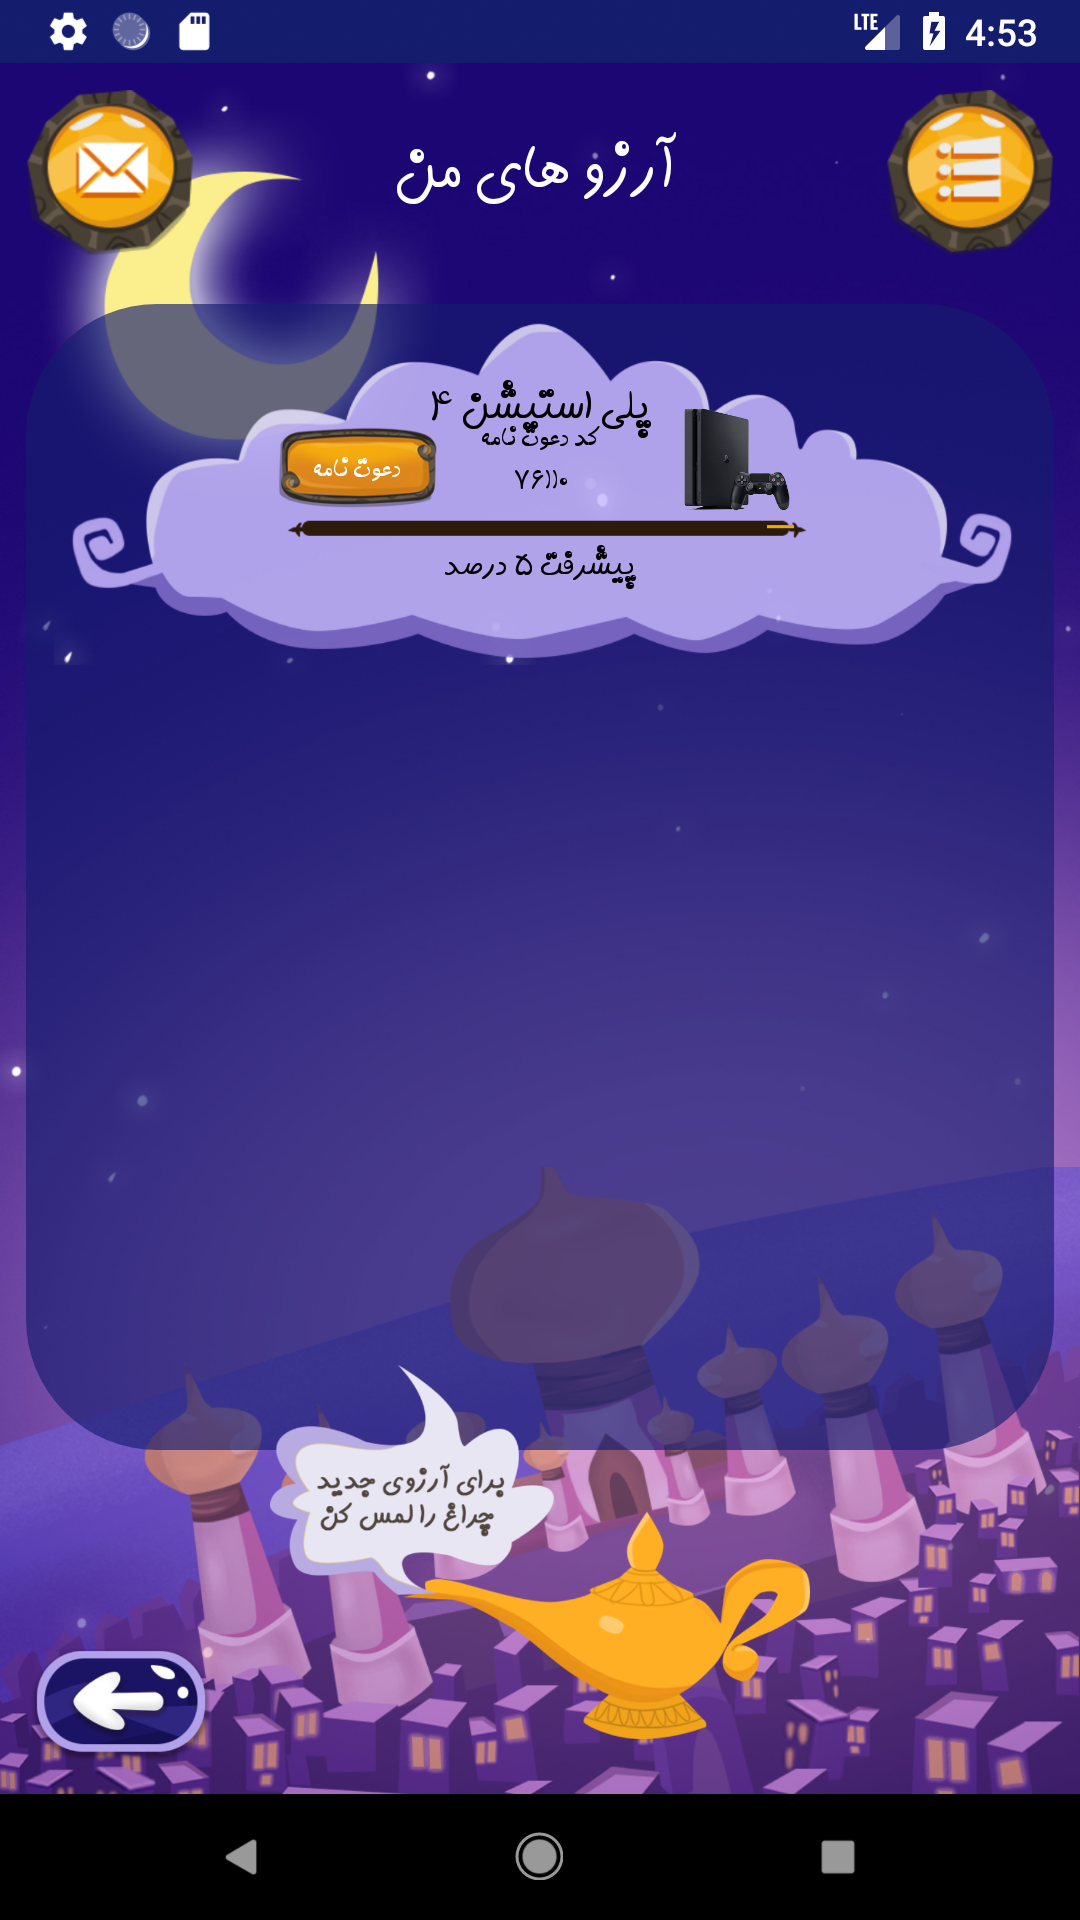 LTE 4:53
آرزو های من
پلی استیشن ۴
کد دعوت نامه
دعوت نامه
۷۶۱۱۰
پیشرفت ۵ درصد
برای آرزوی جدید
چراغ را لمس کن